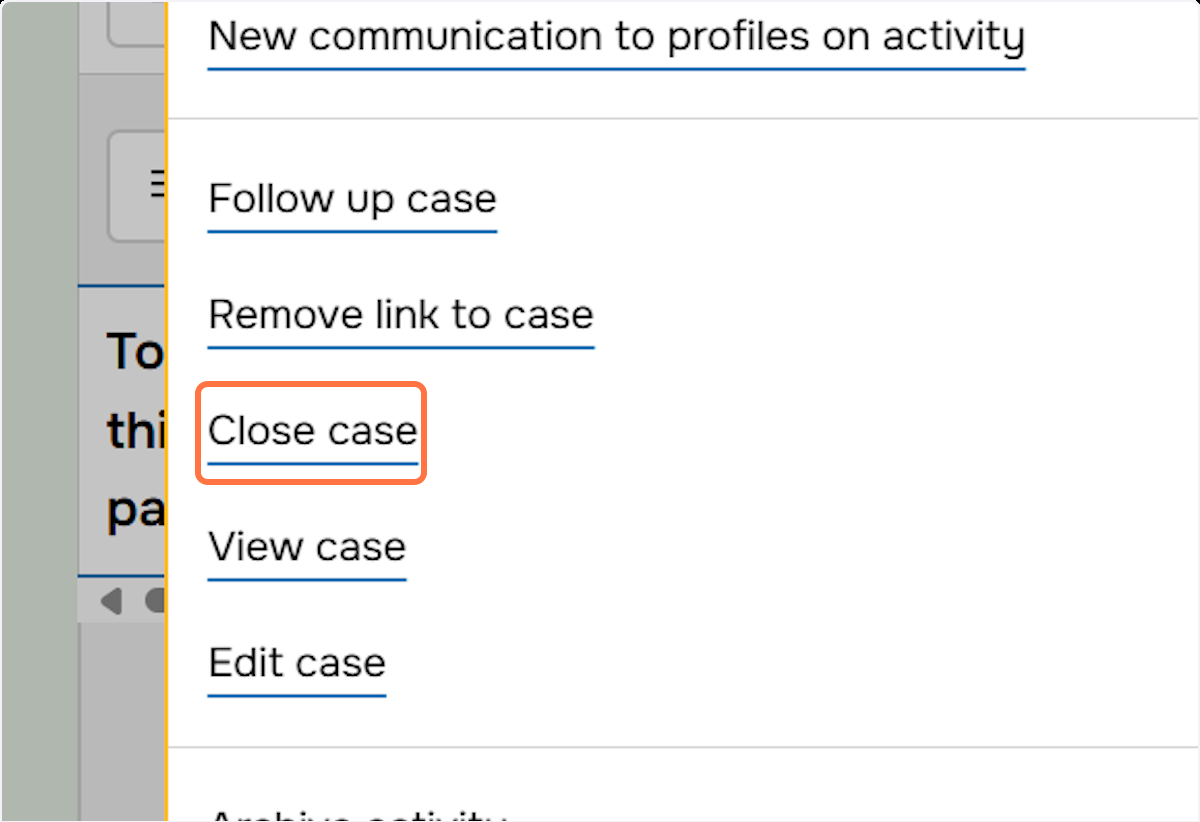 New communication to profiles on activity
Follow up case
Remove link to case
To
thi
Close case
pa
View case
Edit case
Archive activity